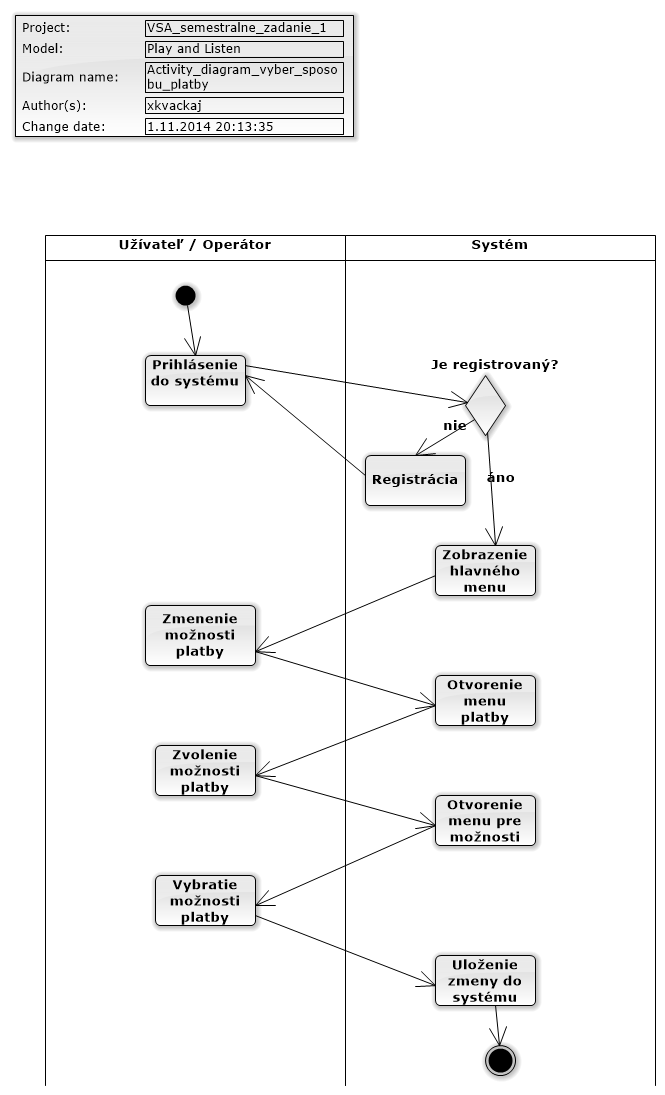 Project: VSA_semestralne_zadanie_1
Model: Play and Listen
Diagram name: Activity_diagram_vyber_sposo
bu_platby
Author(s): xkvackaj
Change date: 1.11.2014 20:13:35
Užívateľ / Operátor
Systém
Prihlásenie
do systému
Je registrovaný?
nie
Registrácia
áno
Zobrazenie
hlavného
menu
Zmenenie
možnosti
platby
Otvorenie
menu
platby
Zvolenie
možnosti
platby
Otvorenie
menu pre
možnosti
Vybratie
možnosti
platby
Uloženie
zmeny do
systému